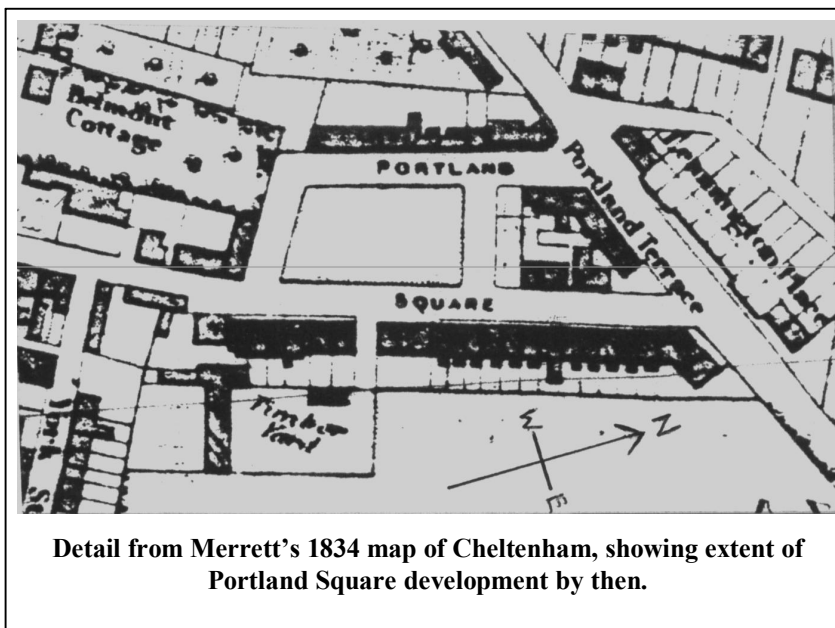 Belmont
Cottage
PORTLAND
Portland Terrace
Place
SQUARE
Timber
Yard
W
N
E
Detail from Merrett’s 1834 map of Cheltenham, showing extent of
Portland Square development by then.